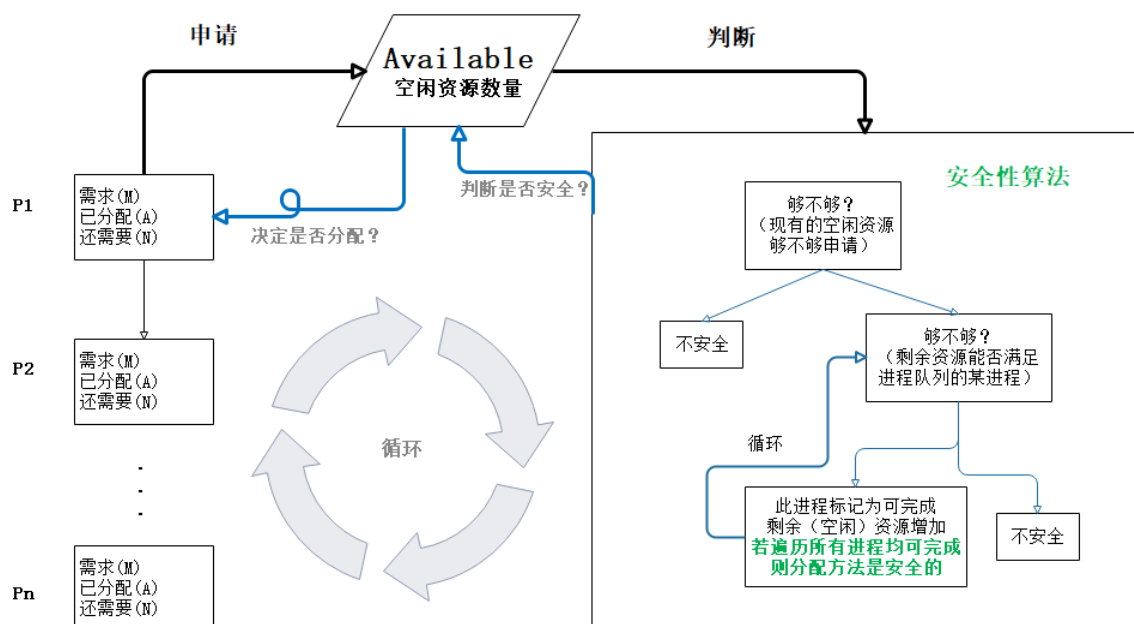 申请
Available
空闲资源数量
判断
P1
需求(M)
已分配(A)
还需要(N)
决定是否分配？
判断是否安全？
安全性算法
够不够？
（现有的空闲资源
够不够申请）
不安全
够不够？
（剩余资源能否满足
进程队列的某进程）
P2
需求(M)
已分配(A)
还需要(N)
循环
循环
此进程标记为可完成
剩余（空闲）资源增加
若遍历所有进程均可完成
则分配方法是安全的
不安全
.
.
.
Pn
需求(M)
已分配(A)
还需要(N)